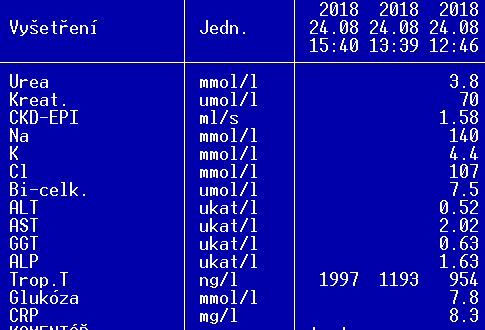 2018 2018 2018
Vyšetření Jedn. 24.08 24.08 24.08
15:40 13:39 12:46
Urea mmol/l 3.8
Kreat. umol/l 70
CKD-EPI ml/s 1.58
Na mmol/l 140
K mmol/l 4.4
Cl mmol/l 107
Bi-celk. umol/l 7.5
ALT ukat/l 0.52
AST ukat/l 2.02
GGT ukat/l 0.63
ALP ukat/l 1.63
Trop.T ng/l 1997 1193 954
Glukóza mmol/l 7.8
CRP mg/l 8.3